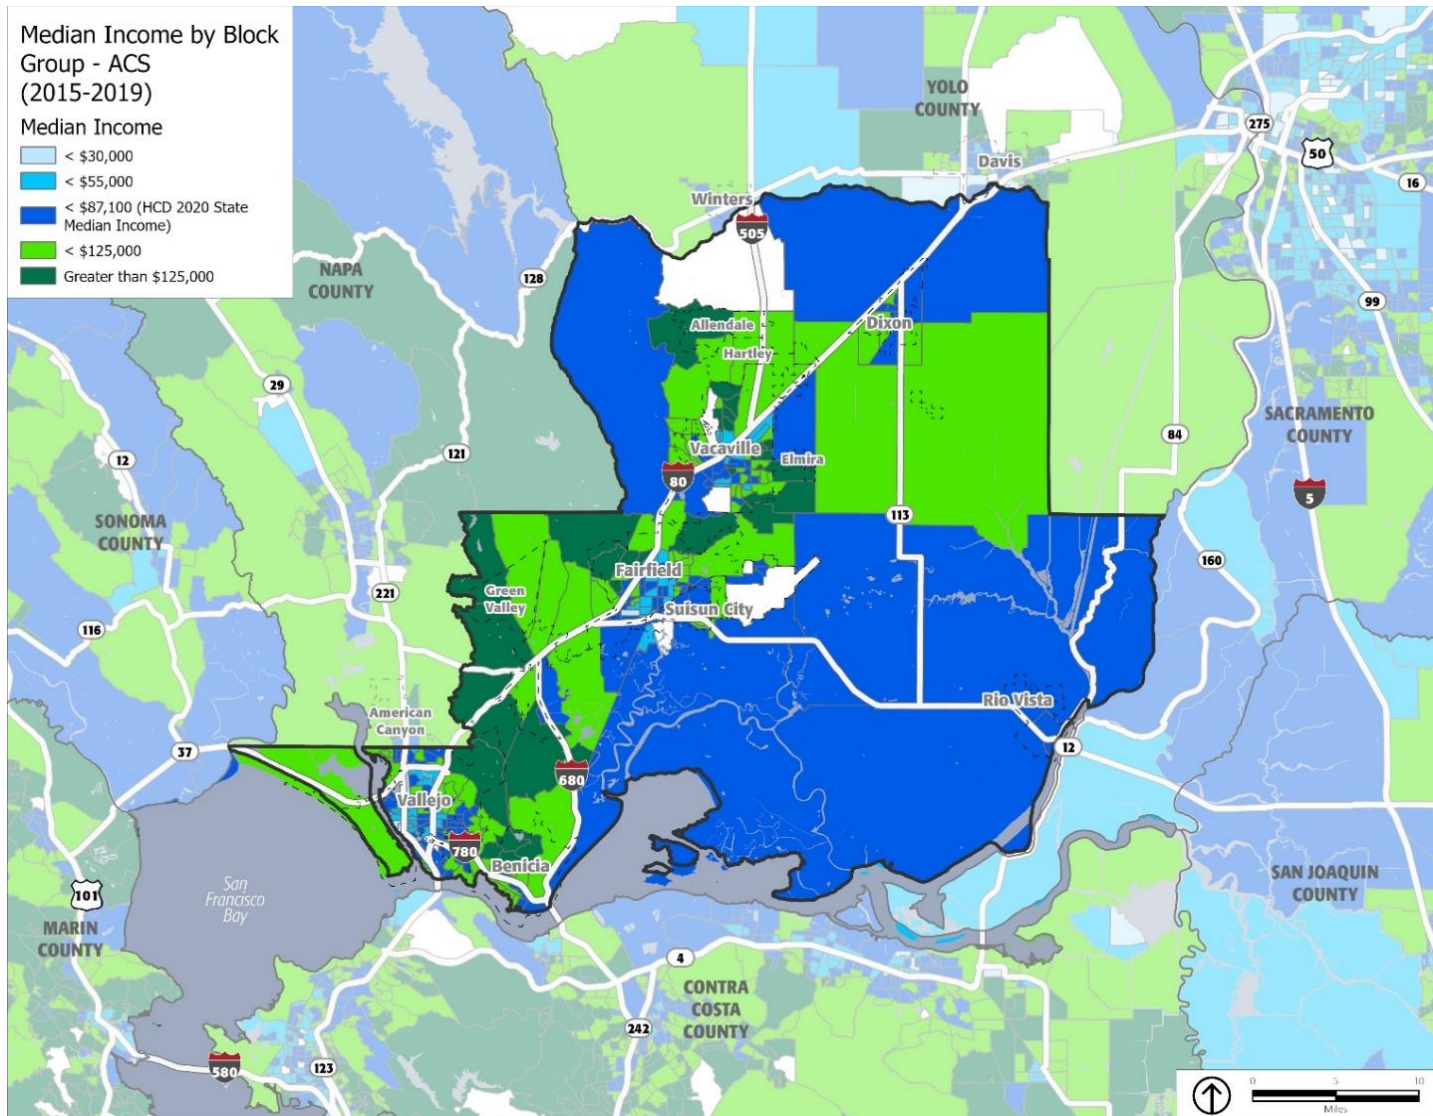 Median Income by Block
Group - ACS
(2015-2019)
Median Income
< $30,000
< $55,000
< $87,100 (HCD 2020 State
Median Income)
< $125,000
Greater than $125,000
YOLO
COUNTY
275
50
Davis
16
Winters
505
NAPA
COUNTY
128
99
Allendale
Dixon
Hartley
29
SACRAMENTO
COUNTY
84
12
121
Vacaville
Elmira
80
5
SONOMA
COUNTY
113
160
Fairfield
221
Green
Valley
Suisun City
116
Rio Vista
American
Canyon
37
12
680
Vallejo
780
Benicia
San
Francisco
Bay
101
MARIN
COUNTY
SAN JOAQUIN
COUNTY
4
CONTRA
COSTA
COUNTY
242
580
123
0 5 10
Miles